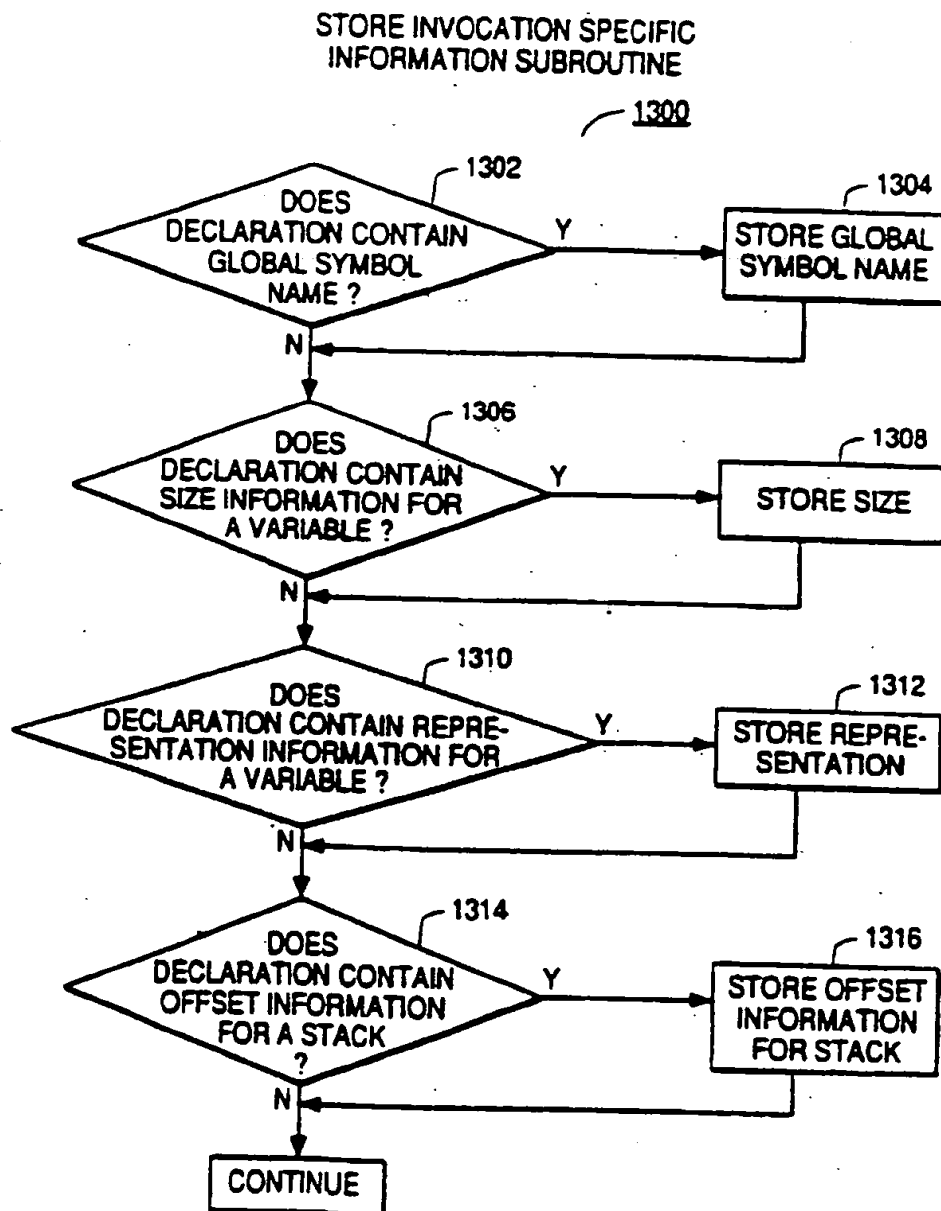 STORE INVOCATION SPECIFIC
INFORMATION SUBROUTINE
1300
1302
DOES
DECLARATION CONTAIN
GLOBAL SYMBOL
NAME ?
Y
1304
STORE GLOBAL
SYMBOL NAME
N
1306
DOES
DECLARATION CONTAIN
SIZE INFORMATION FOR
A VARIABLE ?
Y
1308
STORE SIZE
N
1310
DOES
DECLARATION CONTAIN REPRE-
SENTATION INFORMATION FOR
A VARIABLE ?
Y
1312
STORE REPRE-
SENTATION
N
1314
DOES
DECLARATION CONTAIN
OFFSET INFORMATION
FOR A STACK
?
Y
1316
STORE OFFSET
INFORMATION
FOR STACK
N
CONTINUE